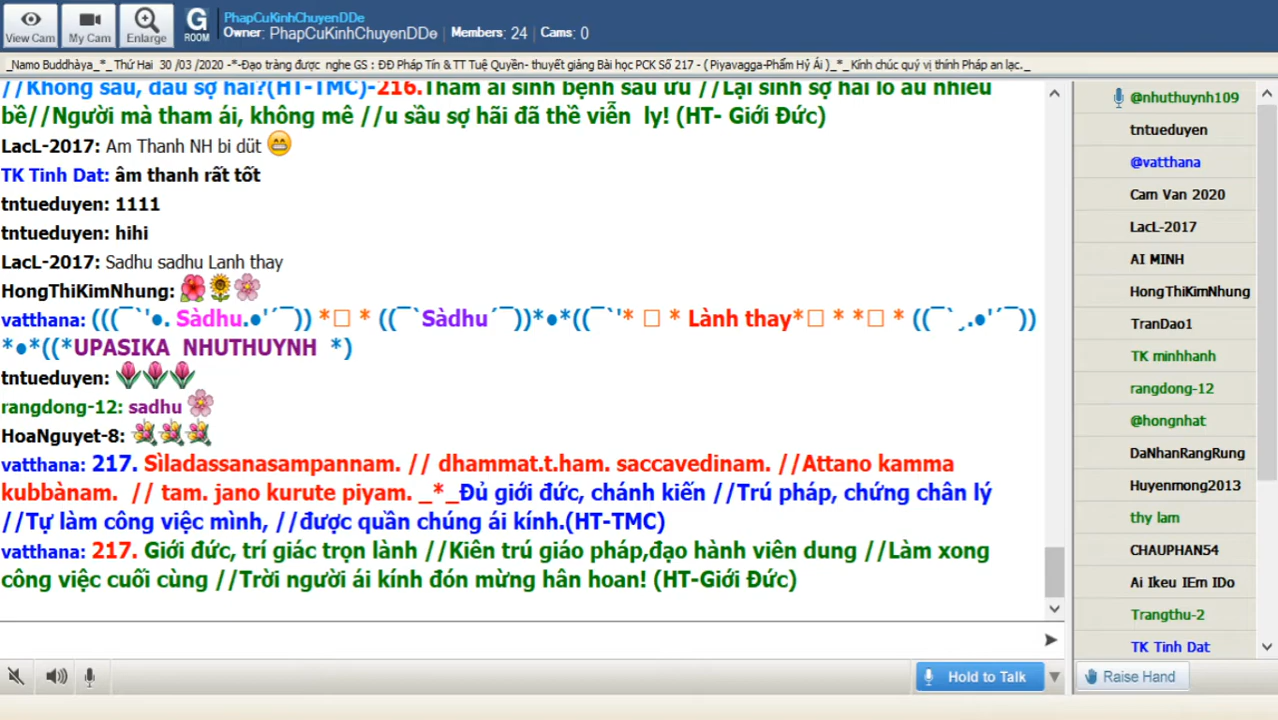 View Cam My Cam Enlarge G ROOM PhapCuKinhChuyenDDe
Owner: PhapCuKinhChuyenDDe Members: 24 Cams: 0
_Namo Buddhàya_*_ Thứ Hai 30 /03 /2020 -*-Đạo tràng được nghe GS : ĐĐ Pháp Tín & TT Tuệ Quyền- thuyết giảng Bài học PCK Số 217 - ( Piyavagga-Phẩm Hỷ Ái )_*_ Kính chúc quý vị thính Pháp an lạc._
//Không sầu, đâu sợ hãi?(HT-TMC)-216.Tham ái sinh bệnh sầu ưu //Lại sinh sợ hãi lo âu nhiều
bề//Người mà tham ái, không mê //u sầu sợ hãi đã thề viễn ly! (HT- Giới Đức)
LacL-2017: Am Thanh NH bi düt
TK Tinh Dat: âm thanh rất tốt
tntueduyen: 1111
tntueduyen: hihi
LacL-2017: Sadhu sadhu Lanh thay
HongThiKimNhung:
vatthana: (((¯`'•. Sàdhu.•'´¯)) *□ * ((¯`Sàdhu´¯))*•*((¯`'* □ * Lành thay*□ * *□ * ((¯`¸.•'´¯))
*•*((*UPASIKA NHUTHUYNH *)
tntueduyen:
rangdong-12: sadhu
HoaNguyet-8:
vatthana: 217. Sìladassanasampannam. // dhammat.t.ham. saccavedinam. //Attano kamma
kubbànam. // tam. jano kurute piyam. _*_Đủ giới đức, chánh kiến //Trú pháp, chứng chân lý
//Tự làm công việc mình, //được quần chúng ái kính.(HT-TMC)
vatthana: 217. Giới đức, trí giác trọn lành //Kiên trú giáo pháp,đạo hành viên dung //Làm xong
công việc cuối cùng //Trời người ái kính đón mừng hân hoan! (HT-Giới Đức)
Hold to Talk
@nhuthuynh109
tntueduyen
@vatthana
Cam Van 2020
LacL-2017
AI MINH
HongThiKimNhung
TranDao1
TK minhhanh
rangdong-12
@hongnhat
DaNhanRangRung
Huyenmong2013
thy lam
CHAUPHAN54
Ai Ikeu IEm IDo
Trangthu-2
TK Tinh Dat
Raise Hand